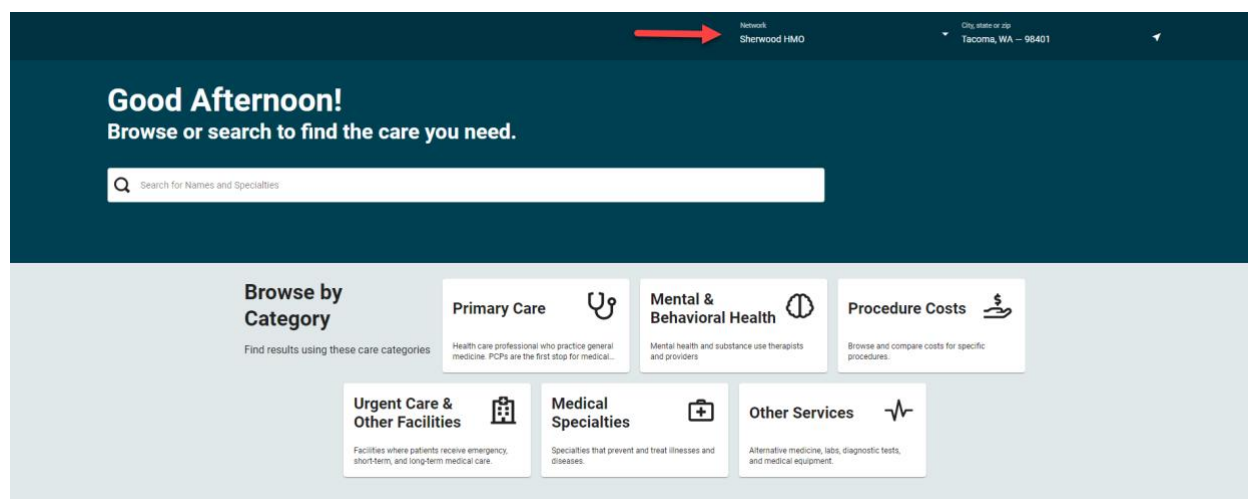 Network
Sherwood HMO
City, state or zip
Tacoma, WA — 98401
Good Afternoon!
Browse or search to find the care you need.
Search for Names and Specialties
Browse by
Category
Find results using these care categories
Primary Care
Health care professional who practice general
medicine. PCPs are the first stop for medical...
Mental &
Behavioral Health
Mental health and substance use therapists
and providers
Procedure Costs
Browse and compare costs for specific
procedures.
Urgent Care &
Other Facilities
Facilities where patients receive emergency,
short-term, and long-term medical care.
Medical
Specialties
Specialties that prevent and treat illnesses and
diseases.
Other Services
Alternative medicine, labs, diagnostic tests,
and medical equipment.